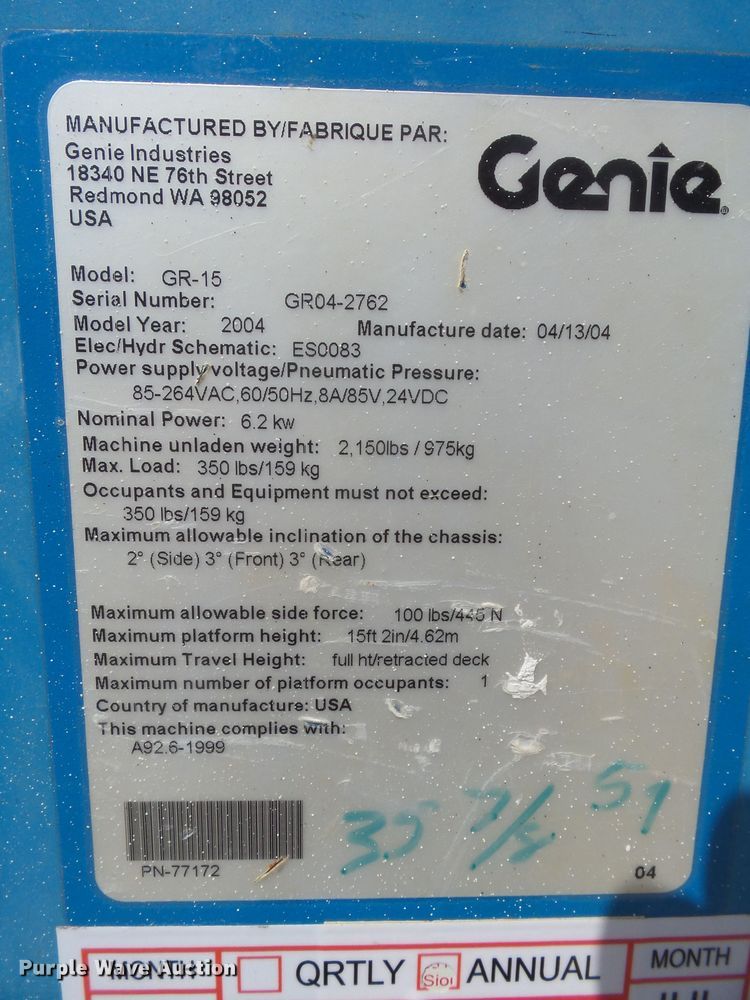 MANUFACTURED BY/FABRIQUE PAR:
Genie
Genie Industries
18340 NE 76th Street
Redmond WA 98052
USA
Model: GR-15
Serial Number: GR04-2762
Model Year: 2004 Manufacture date: 04/13/04
Elec/Hydr Schematic: ES0083
Power supply voltage/Pneumatic Pressure:
85-264VAC,60/50Hz,8A/85V,24VDC
Nominal Power: 6.2 kw
Machine unladen weight: 2,150lbs / 975kg
Max. Load: 350 lbs/159 kg
Occupants and Equipment must not exceed:
350 lbs/159 kg
Maximum allowable inclination of the chassis:
2° (Side) 3° (Front) 3° (Rear)
Maximum allowable side force: 100 lbs/445 N
Maximum platform height: 15ft 2in/4.62m
Maximum Travel Height: full ht/retracted deck
Maximum number of platform occupants: 1
Country of manufacture: USA
This machine complies with:
A92.6-1999
35 7/8 51
PN-77172
04
MONTH QRTLY Sioi ANNUAL MONTH
Purple Wave Auction